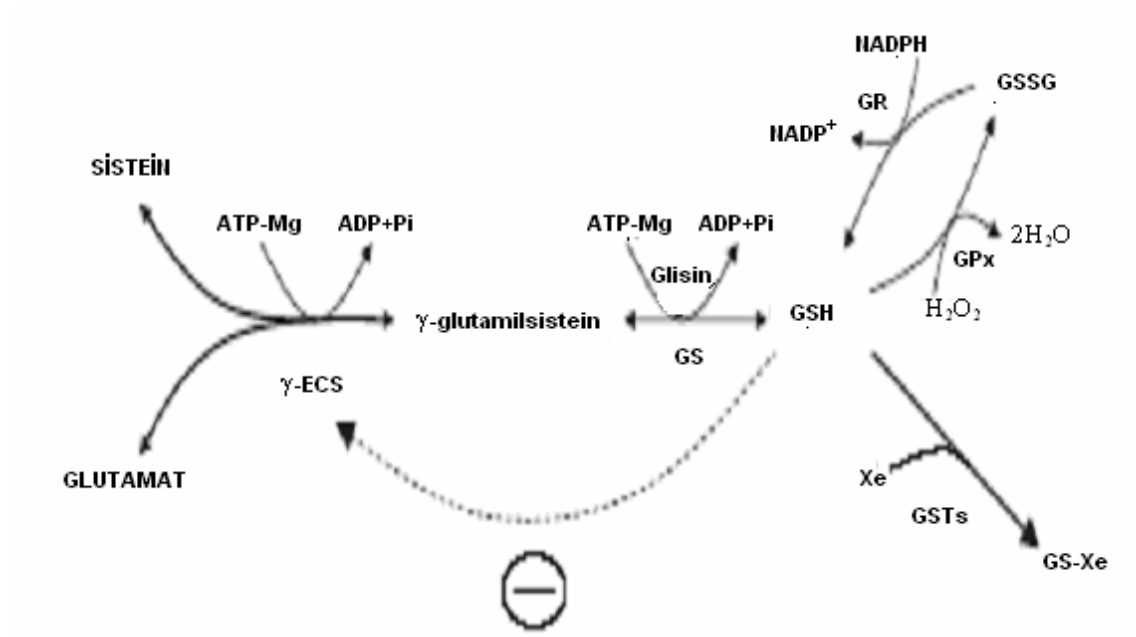 NADPH
GSSG
GR
NADP⁺
SİSTEİN
ATP-Mg
ADP+Pi
ATP-Mg
ADP+Pi
2H₂O
GPx
Glisin
H₂O₂
γ-glutamilsistein
GSH
GS
γ-ECS
GLUTAMAT
Xe
GSTs
GS-Xe